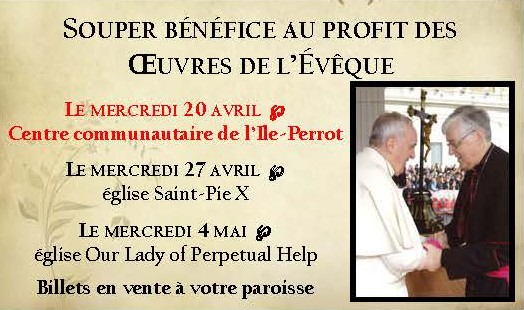 SOUPER BÉNÉFICE AU PROFIT DES
ŒUVRES DE L'ÉVÊQUE
LE MERCREDI 20 AVRIL
Centre communautaire de l'Ile-Perrot
LE MERCREDI 27 AVRIL
église Saint-Pie X
LE MERCREDI 4 MAI
église Our Lady of Perpetual Help
Billets en vente à votre paroisse